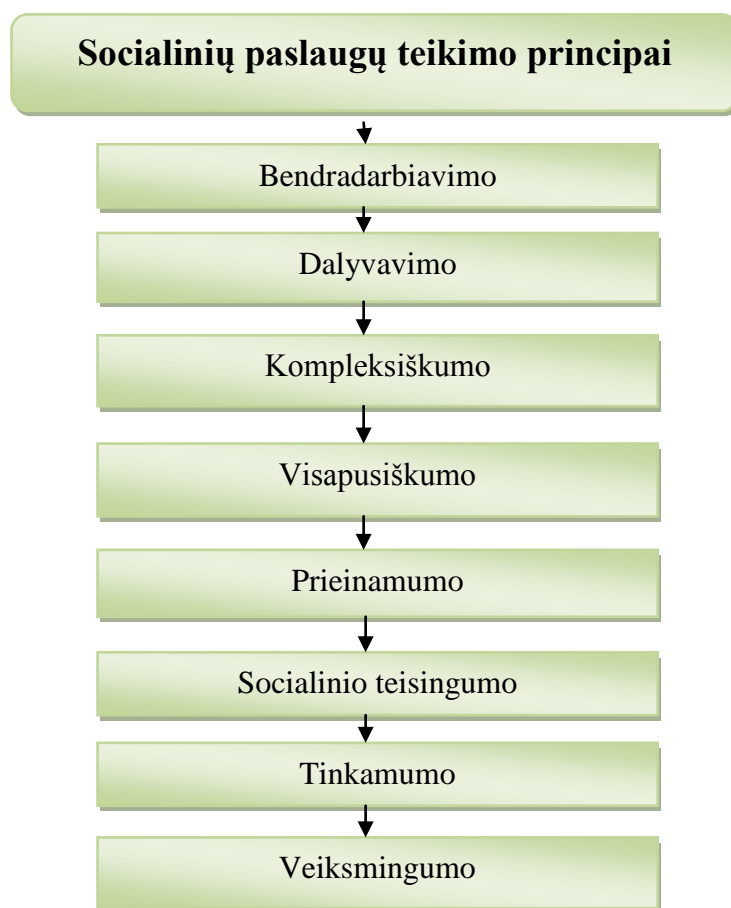 Socialinių paslaugų teikimo principai
Bendradarbiavimo
Dalyvavimo
Kompleksiškumo
Visapusiškumo
Prieinamumo
Socialinio teisingumo
Tinkamumo
Veiksmingumo